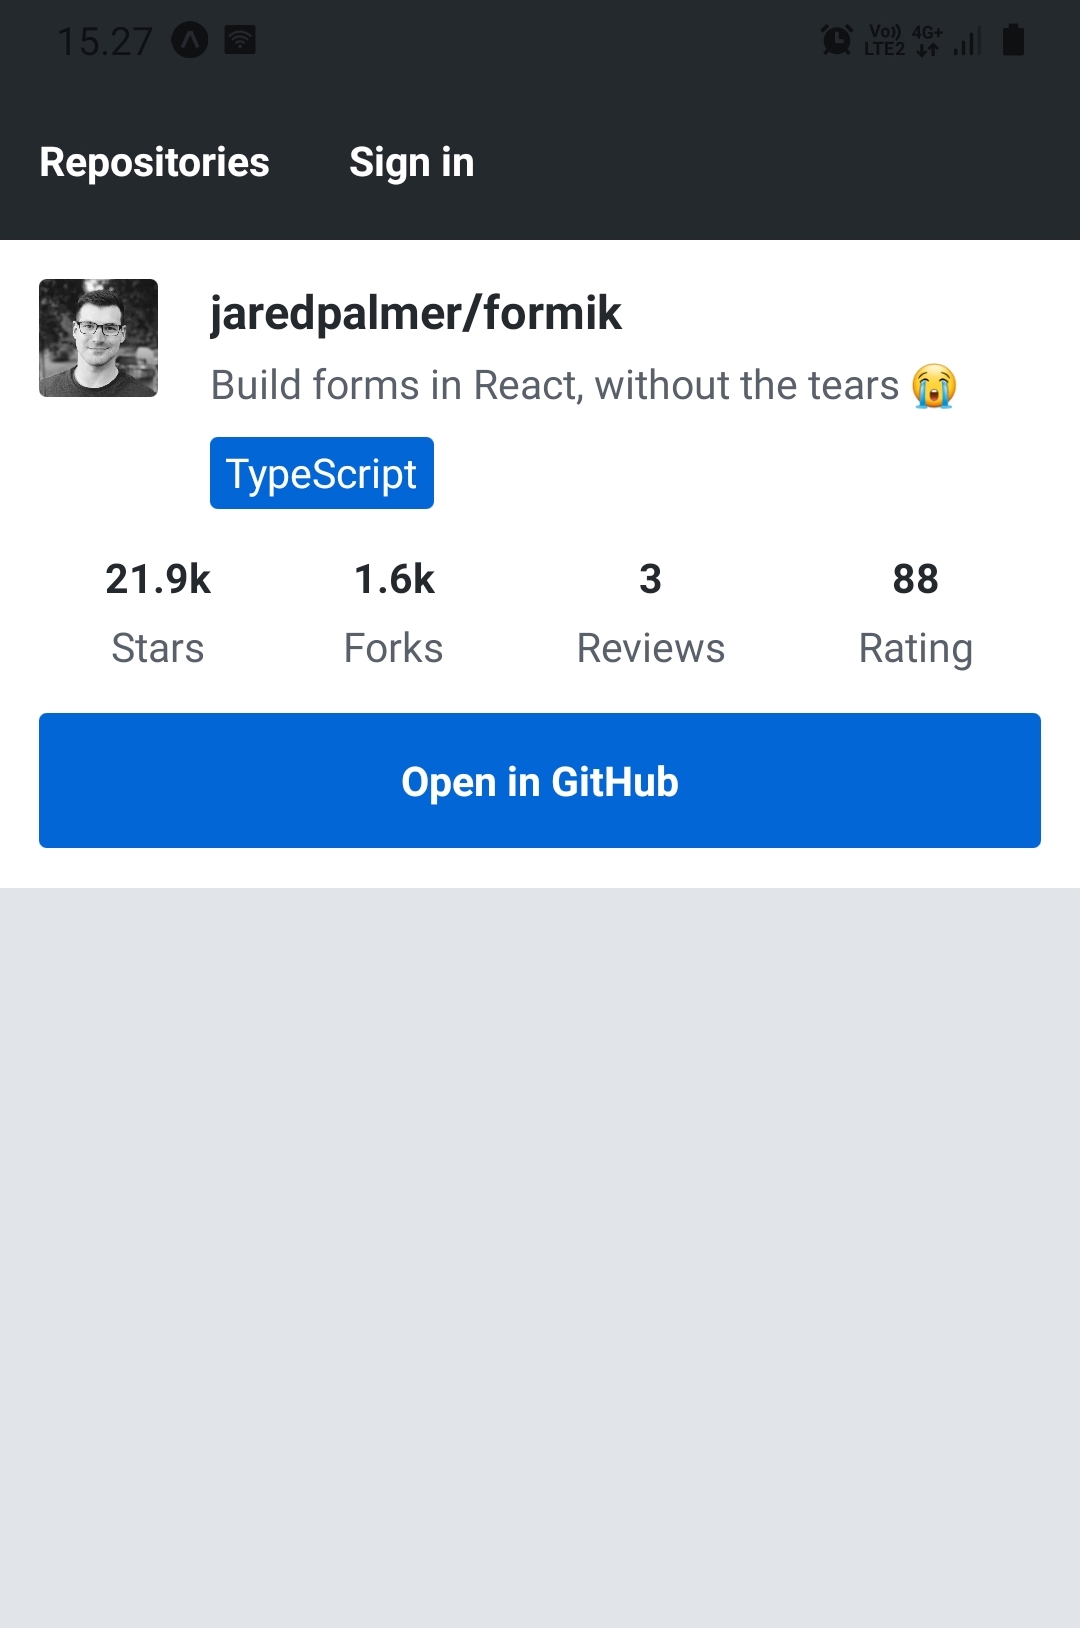 15.27
Vo)) LTE2 4G+
Repositories Sign in
jaredpalmer/formik
Build forms in React, without the tears 😭
TypeScript
21.9k 1.6k 3 88
Stars Forks Reviews Rating
Open in GitHub